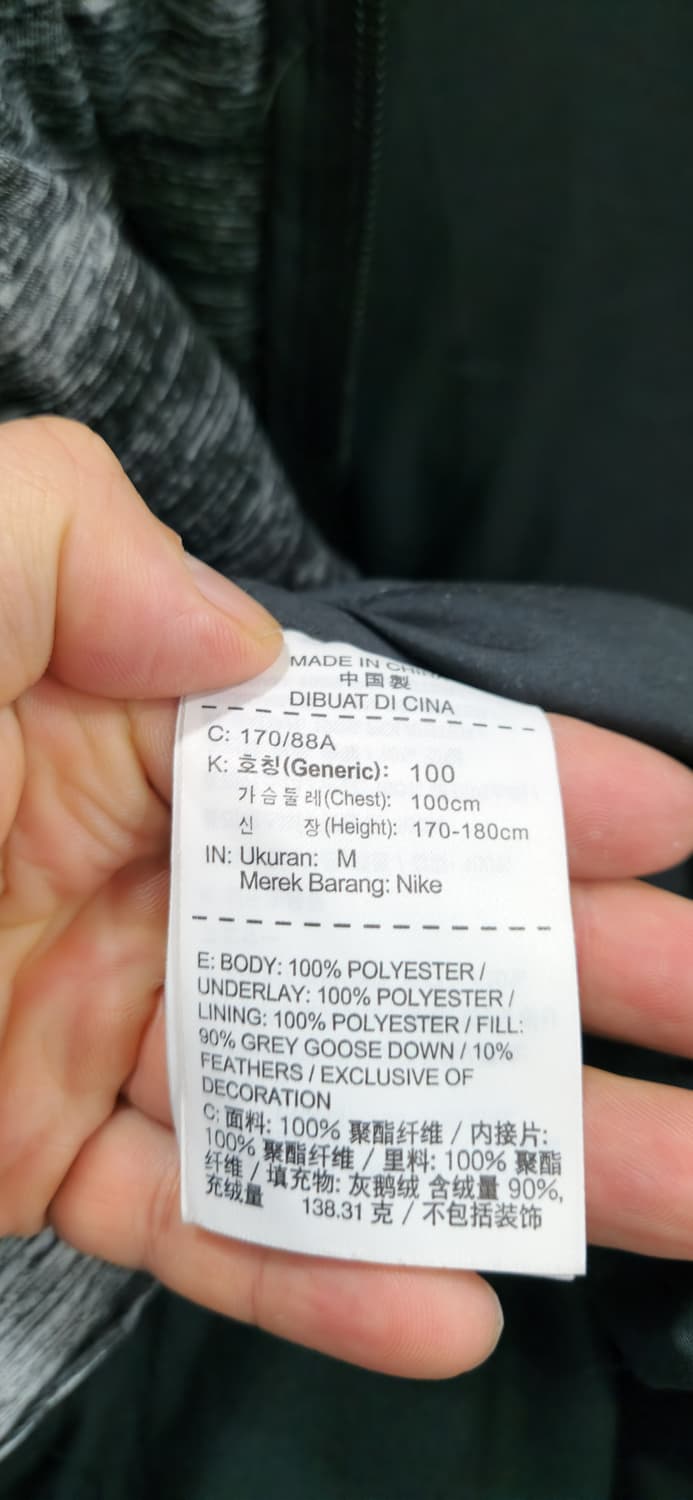 MADE IN CHINA
中国製
DIBUAT DI CINA
C: 170/88A
K: 호칭(Generic): 100
가슴둘레(Chest): 100cm
신 장(Height): 170-180cm
IN: Ukuran: M
Merek Barang: Nike
E: BODY: 100% POLYESTER /
UNDERLAY: 100% POLYESTER /
LINING: 100% POLYESTER / FILL:
90% GREY GOOSE DOWN / 10%
FEATHERS / EXCLUSIVE OF
DECORATION
C: 面料: 100% 聚酯纤维 / 内接片:
100% 聚酯纤维 / 里料: 100% 聚酯
纤维 / 填充物: 灰鹅绒 含绒量 90%,
充绒量 138.31 克 / 不包括装饰